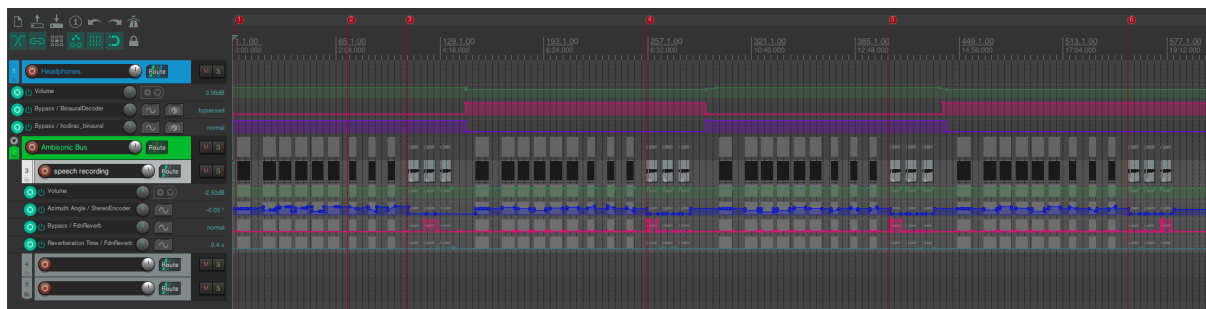 1 2 3 4 5 6
1.1.00 65.1.00 129.1.00 193.1.00 257.1.00 321.1.00 385.1.00 449.1.00 513.1.00 577.1.00
0:00.000 4:16.000 6:24.000 8:32.000 10:40.000 12:48.000 14:56.000 17:04.000 19:12.000
1 Headphones Route M S
Volume 0.00dB
Bypass / BinauralDecoder bypassed
Bypass / hodirac_binaural normal
Ambisonic Bus Route M S
3 speech recording Route M S
Volume -2.50dB
Azimuth Angle / StereoEncoder -0.03 °
Bypass / FdnReverb normal
Reverberation Time / FdnReverb 0.4 s
4 Route M S
5 Route M S